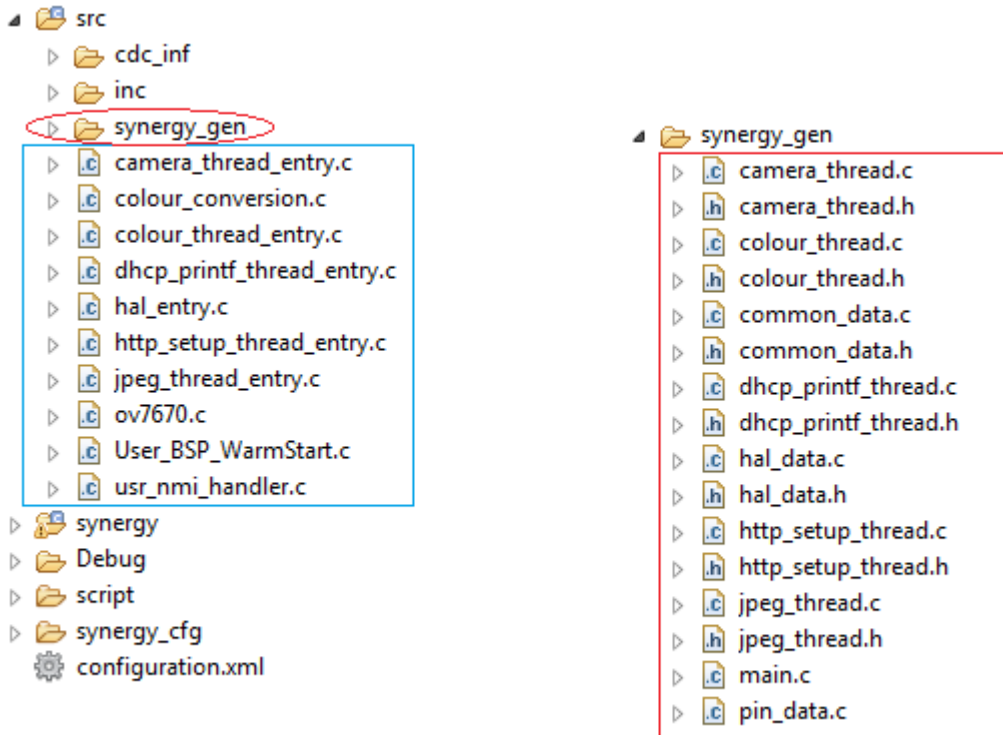 src
cdc_inf
inc
synergy_gen
.c camera_thread_entry.c
.c colour_conversion.c
.c colour_thread_entry.c
.c dhcp_printf_thread_entry.c
.c hal_entry.c
.c http_setup_thread_entry.c
.c jpeg_thread_entry.c
.c ov7670.c
.c User_BSP_WarmStart.c
.c usr_nmi_handler.c
synergy
Debug
script
synergy_cfg
configuration.xml
synergy_gen
.c camera_thread.c
.h camera_thread.h
.c colour_thread.c
.h colour_thread.h
.c common_data.c
.h common_data.h
.c dhcp_printf_thread.c
.h dhcp_printf_thread.h
.c hal_data.c
.h hal_data.h
.c http_setup_thread.c
.h http_setup_thread.h
.c jpeg_thread.c
.h jpeg_thread.h
.c main.c
.c pin_data.c